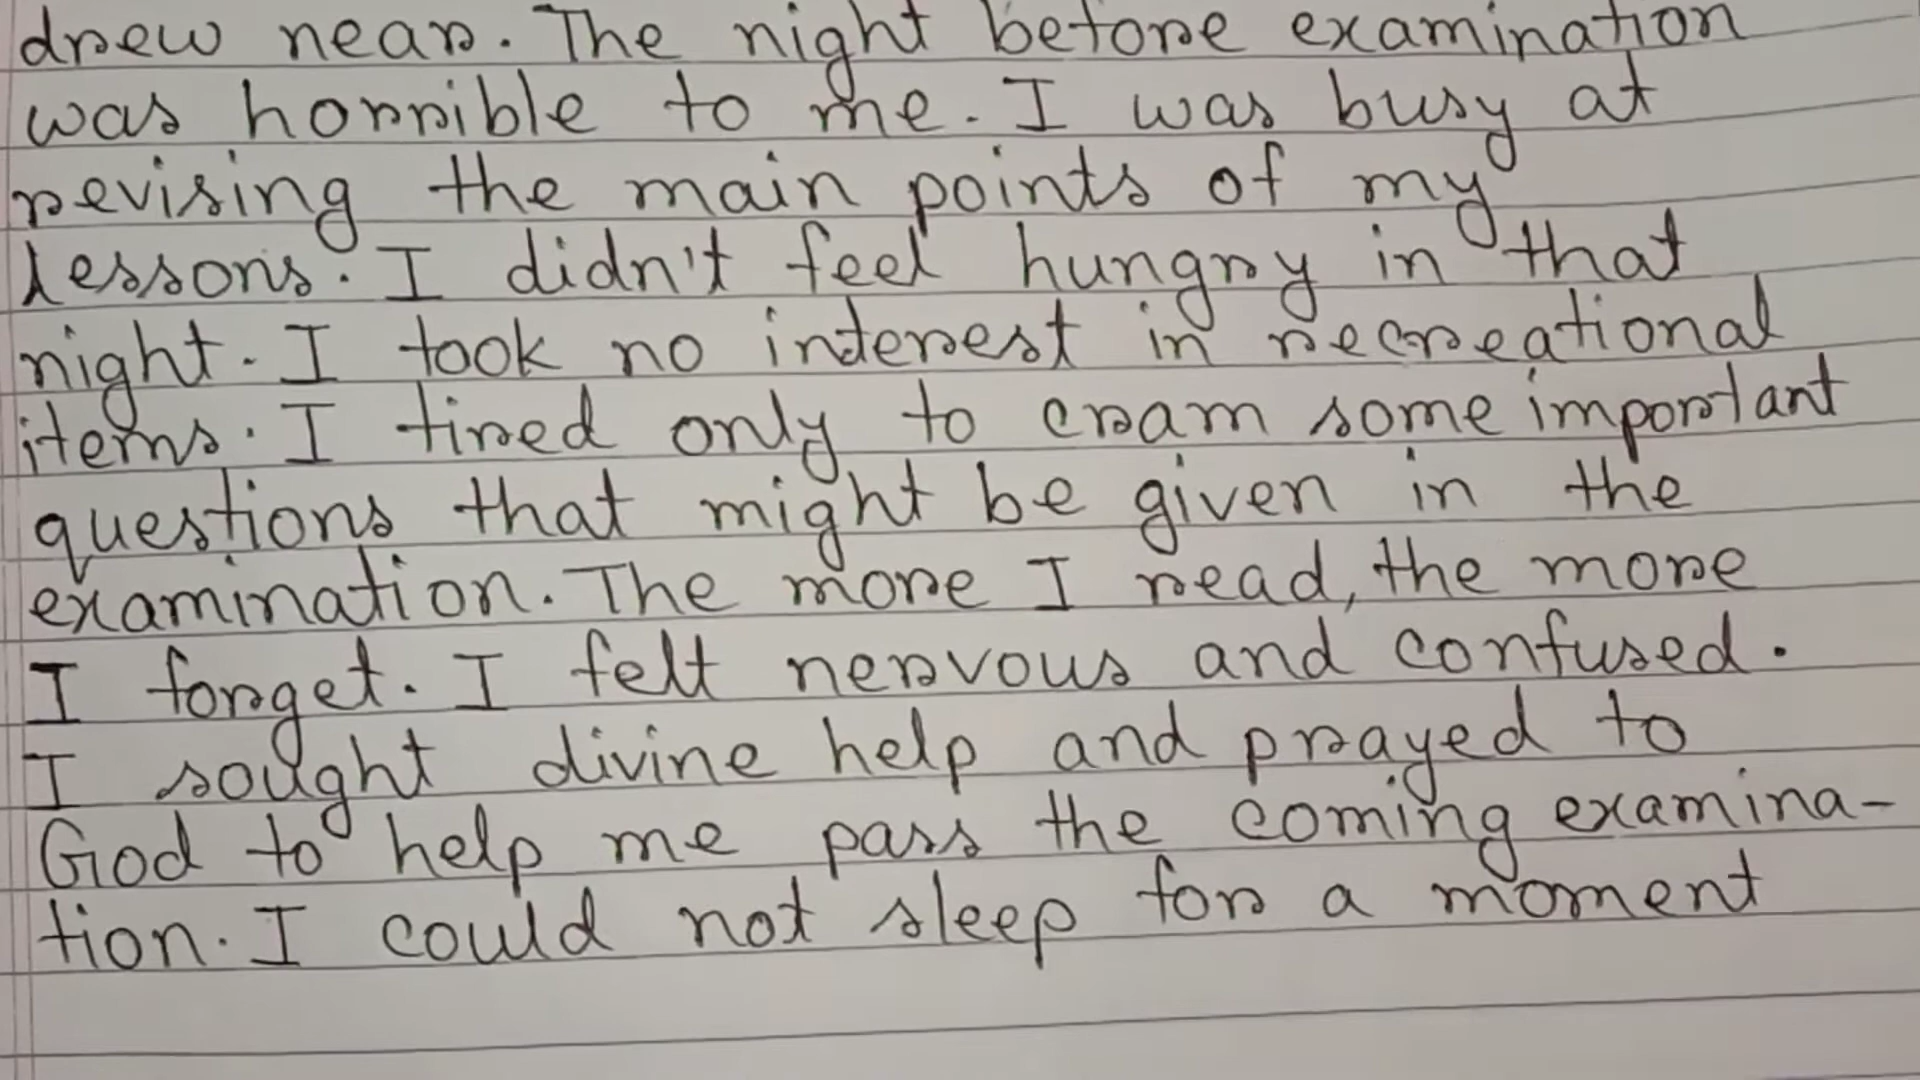 drew near. The night before examination
was horrible to me. I was busy at
revising the main points of my
lessons. I didn't feel hungry in that
night. I took no interest in recreational
items. I tired only to cram some important
questions that might be given in the
examination. The more I read, the more
I forget. I felt nervous and confused.
I sought divine help and prayed to
God to help me pass the coming examina-
tion. I could not sleep for a moment